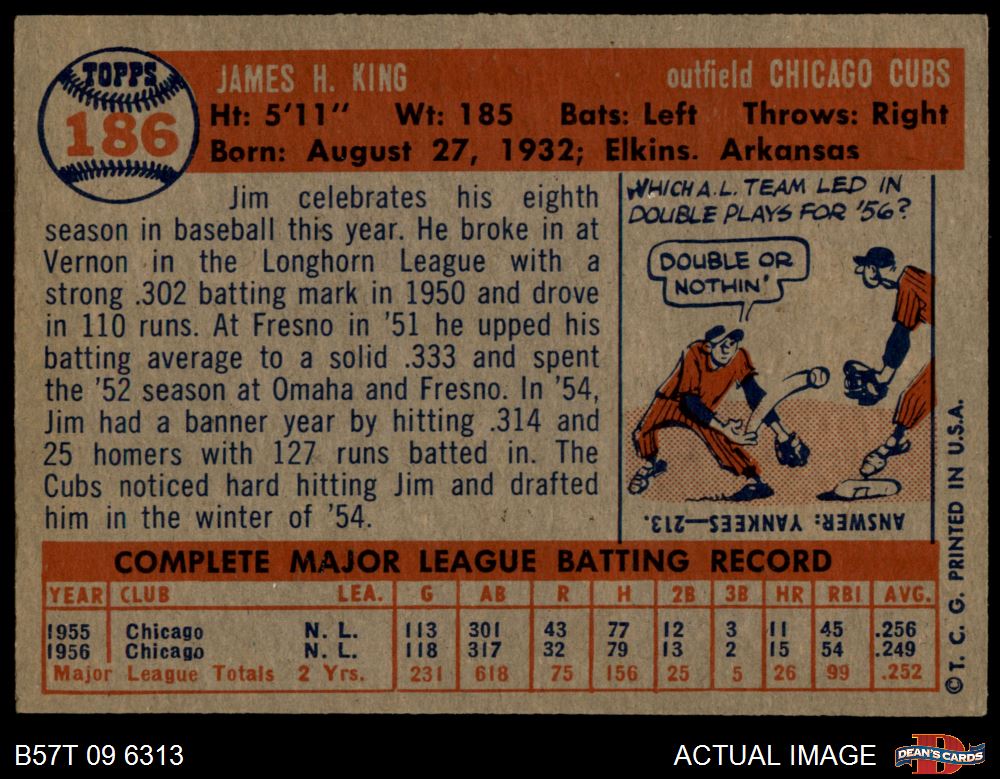 TOPPS
186
JAMES H. KING outfield CHICAGO CUBS
Ht: 5'11" Wt: 185 Bats: Left Throws: Right
Born: August 27, 1932; Elkins. Arkansas
Jim celebrates his eighth
season in baseball this year. He broke in at
Vernon in the Longhorn League with a
strong .302 batting mark in 1950 and drove
in 110 runs. At Fresno in '51 he upped his
batting average to a solid .333 and spent
the '52 season at Omaha and Fresno. In '54,
Jim had a banner year by hitting .314 and
25 homers with 127 runs batted in. The
Cubs noticed hard hitting Jim and drafted
him in the winter of '54.
WHICH A.L. TEAM LED IN
DOUBLE PLAYS FOR '56?
DOUBLE OR
NOTHIN'
ANSWER: YANKEES—213.
COMPLETE MAJOR LEAGUE BATTING RECORD
YEAR CLUB LEA. G AB R H 2B 3B HR RBI AVG.
1955 Chicago N. L. 113 301 43 77 12 3 11 45 .256
1956 Chicago N. L. 118 317 32 79 13 2 15 54 .249
Major League Totals 2 Yrs. 231 618 75 156 25 5 26 99 .252
© T. C. G. PRINTED IN U.S.A.
B57T 09 6313
ACTUAL IMAGE
D
DEAN'S CARDS